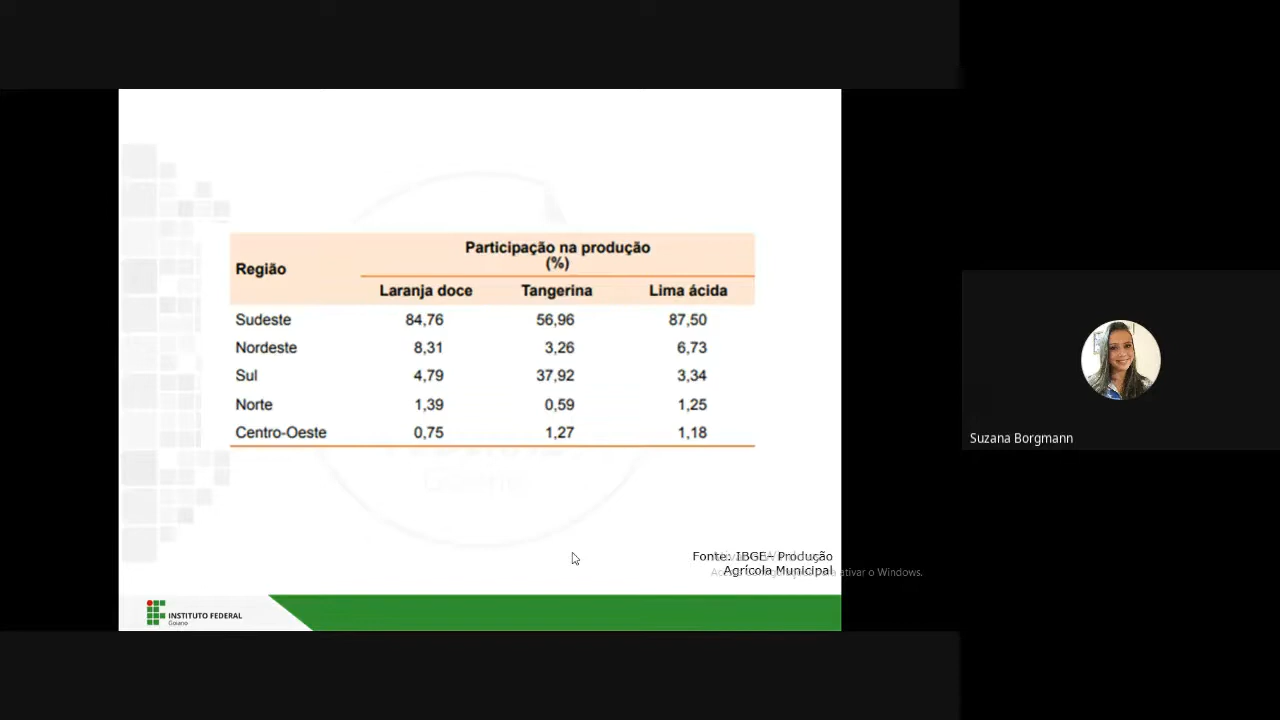 Participação na produção
(%)
Região
Laranja doce Tangerina Lima ácida
Sudeste 84,76 56,96 87,50
Nordeste 8,31 3,26 6,73
Sul 4,79 37,92 3,34
Norte 1,39 0,59 1,25
Centro-Oeste 0,75 1,27 1,18
Fonte: IBGE– Produção
Agrícola Municipal
ativar o Windows.
INSTITUTO FEDERAL
Goiano
Suzana Borgmann